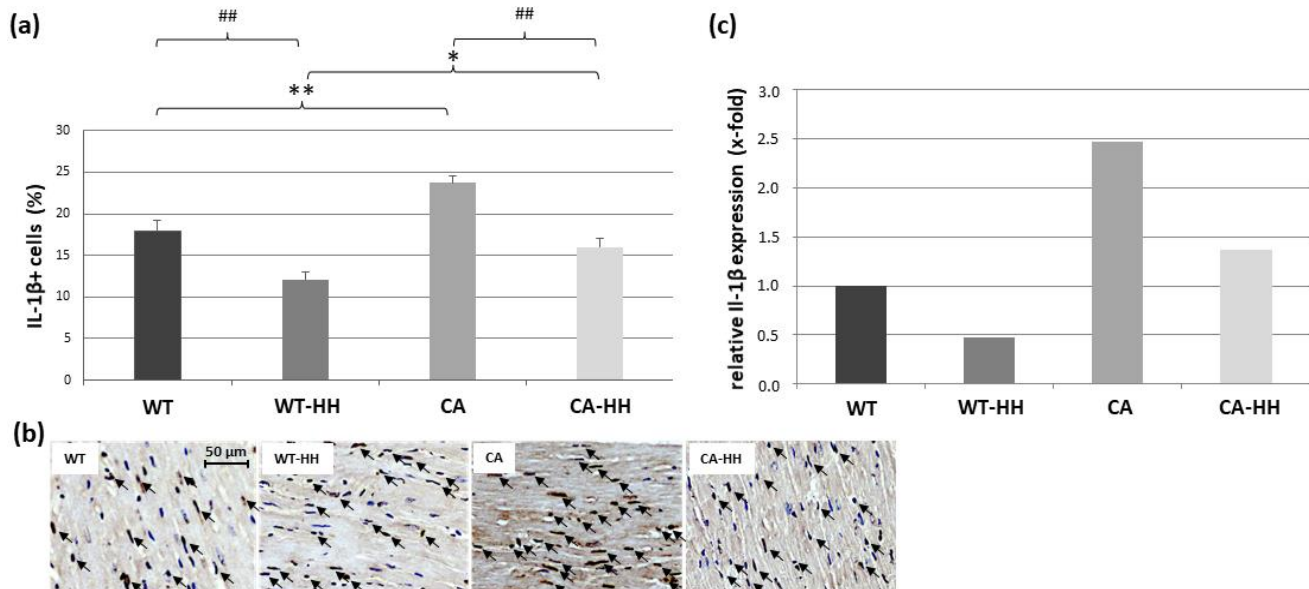 (a)
##
##
*
**
IL-1β+ cells (%)
30
25
20
15
10
5
0
WT WT-HH CA CA-HH
(c)
relative Il-1β expression (x-fold)
3.0
2.5
2.0
1.5
1.0
0.5
0.0
WT WT-HH CA CA-HH
(b)
WT 50 µm WT-HH CA CA-HH